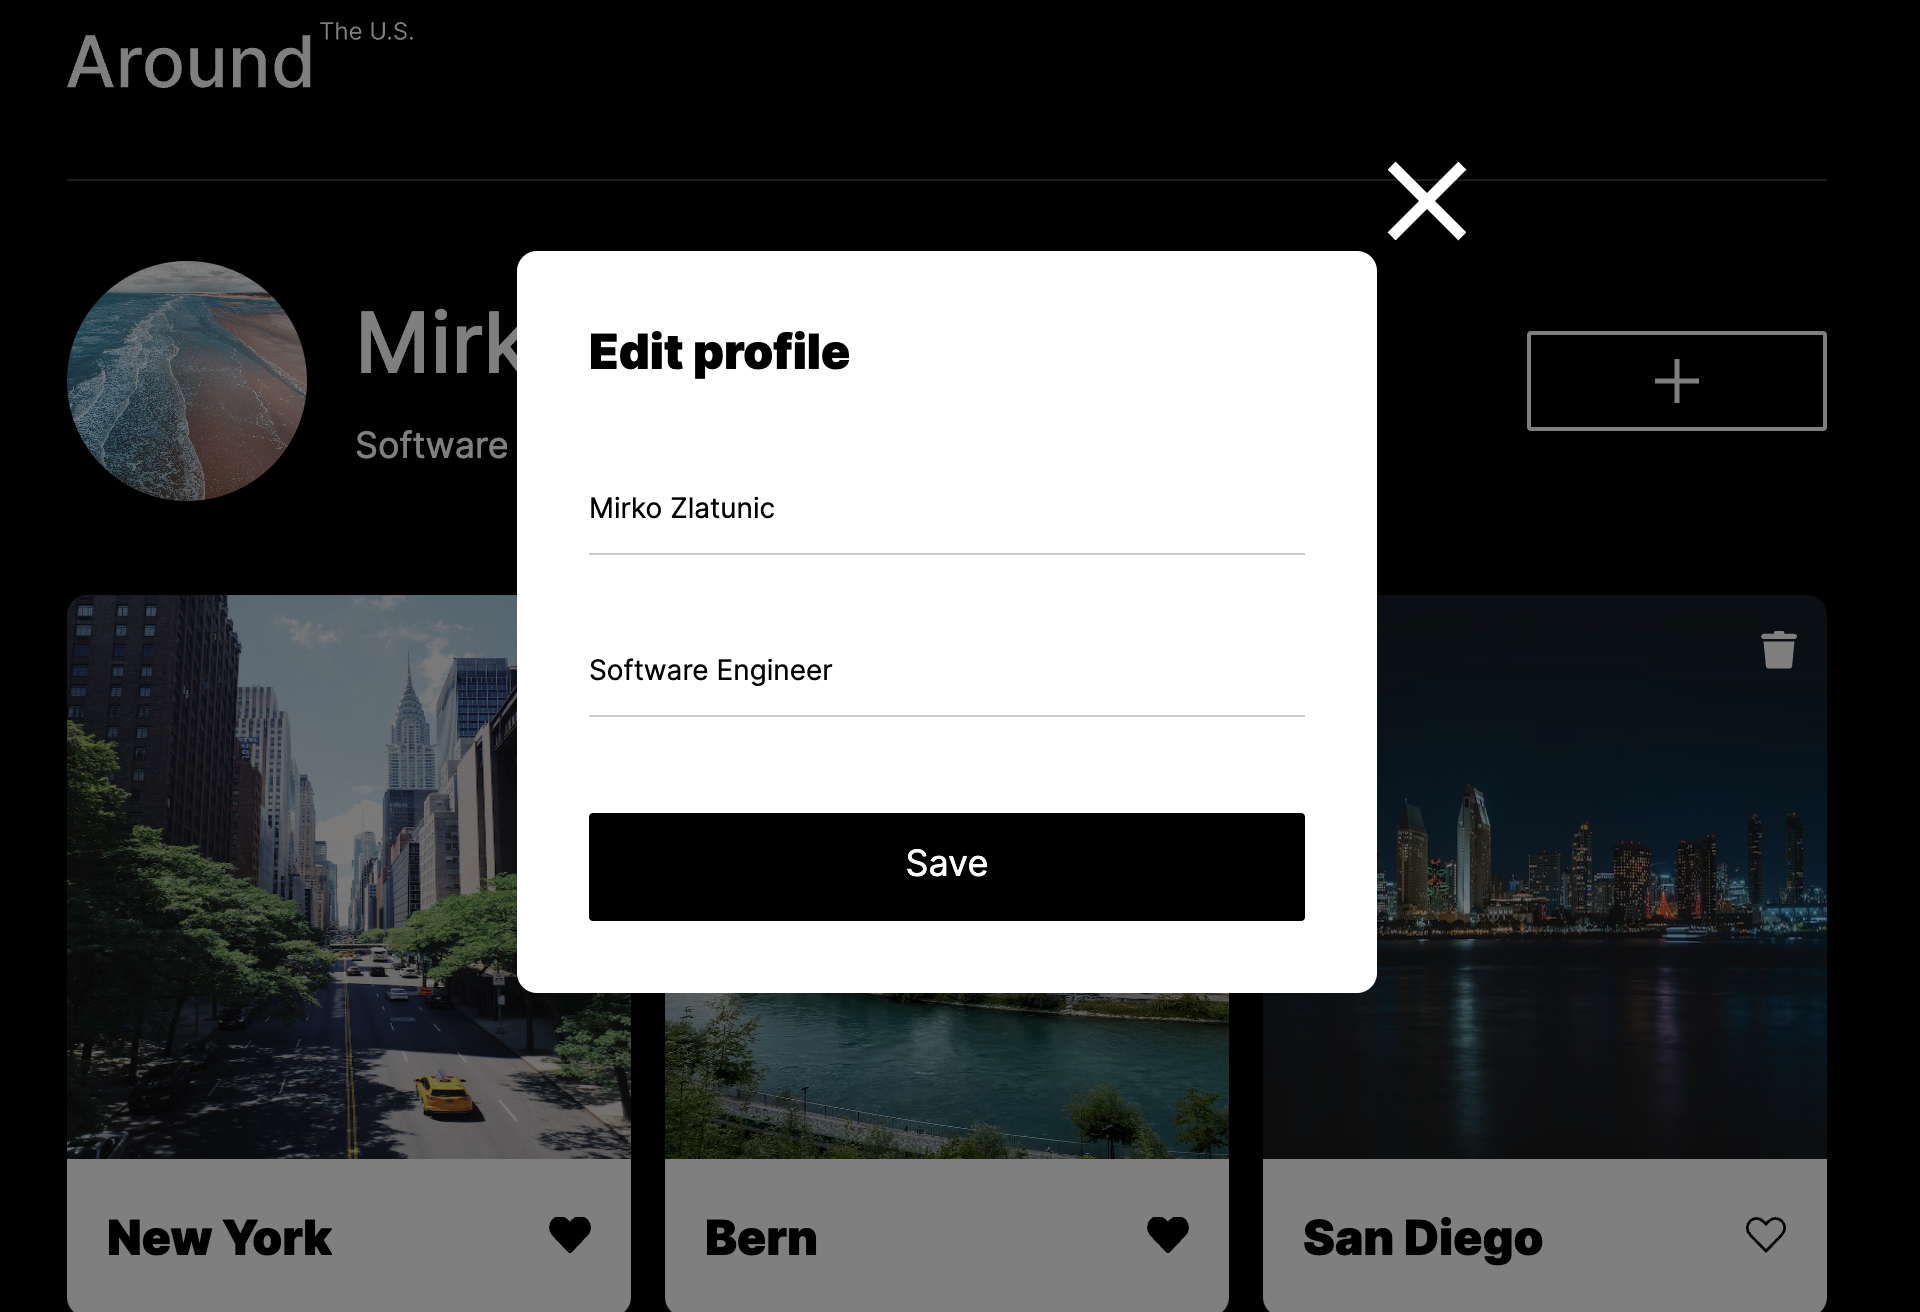 Around The U.S.
Mirk
Software
Edit profile
Mirko Zlatunic
Software Engineer
Save
New York
Bern
San Diego